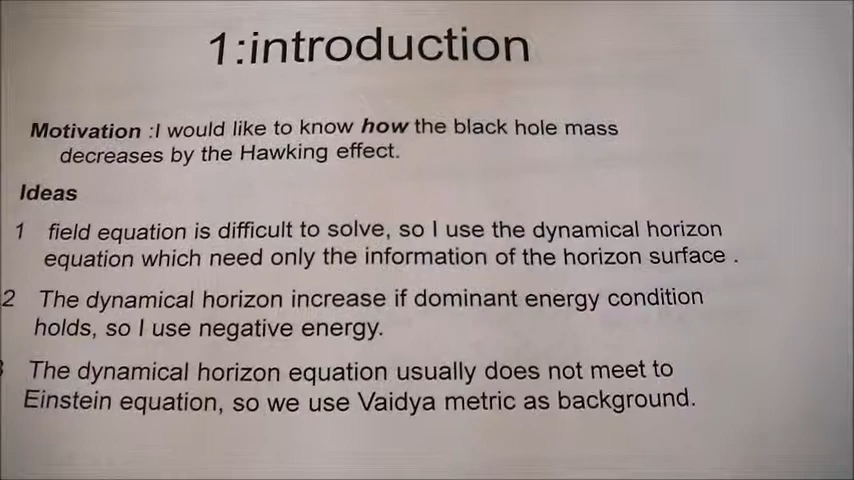 1:introduction
Motivation :I would like to know how the black hole mass
decreases by the Hawking effect.
Ideas
1 field equation is difficult to solve, so I use the dynamical horizon
equation which need only the information of the horizon surface .
2 The dynamical horizon increase if dominant energy condition
holds, so I use negative energy.
The dynamical horizon equation usually does not meet to
Einstein equation, so we use Vaidya metric as background.